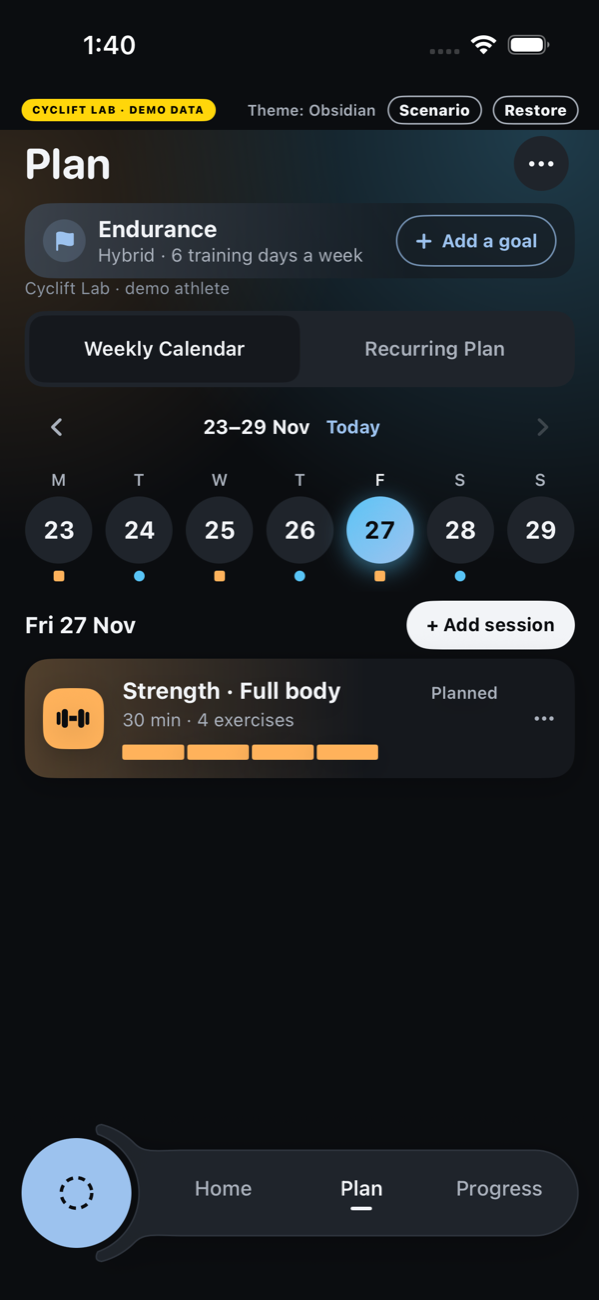 1:40
CYCLIFT LAB · DEMO DATA
Theme: Obsidian
Scenario
Restore
Plan
Endurance
Hybrid · 6 training days a week
+ Add a goal
Cyclift Lab · demo athlete
Weekly Calendar
Recurring Plan
23–29 Nov
Today
M T W T F S S
23 24 25 26 27 28 29
Fri 27 Nov
+ Add session
Strength · Full body
Planned
30 min · 4 exercises
Home
Plan
Progress